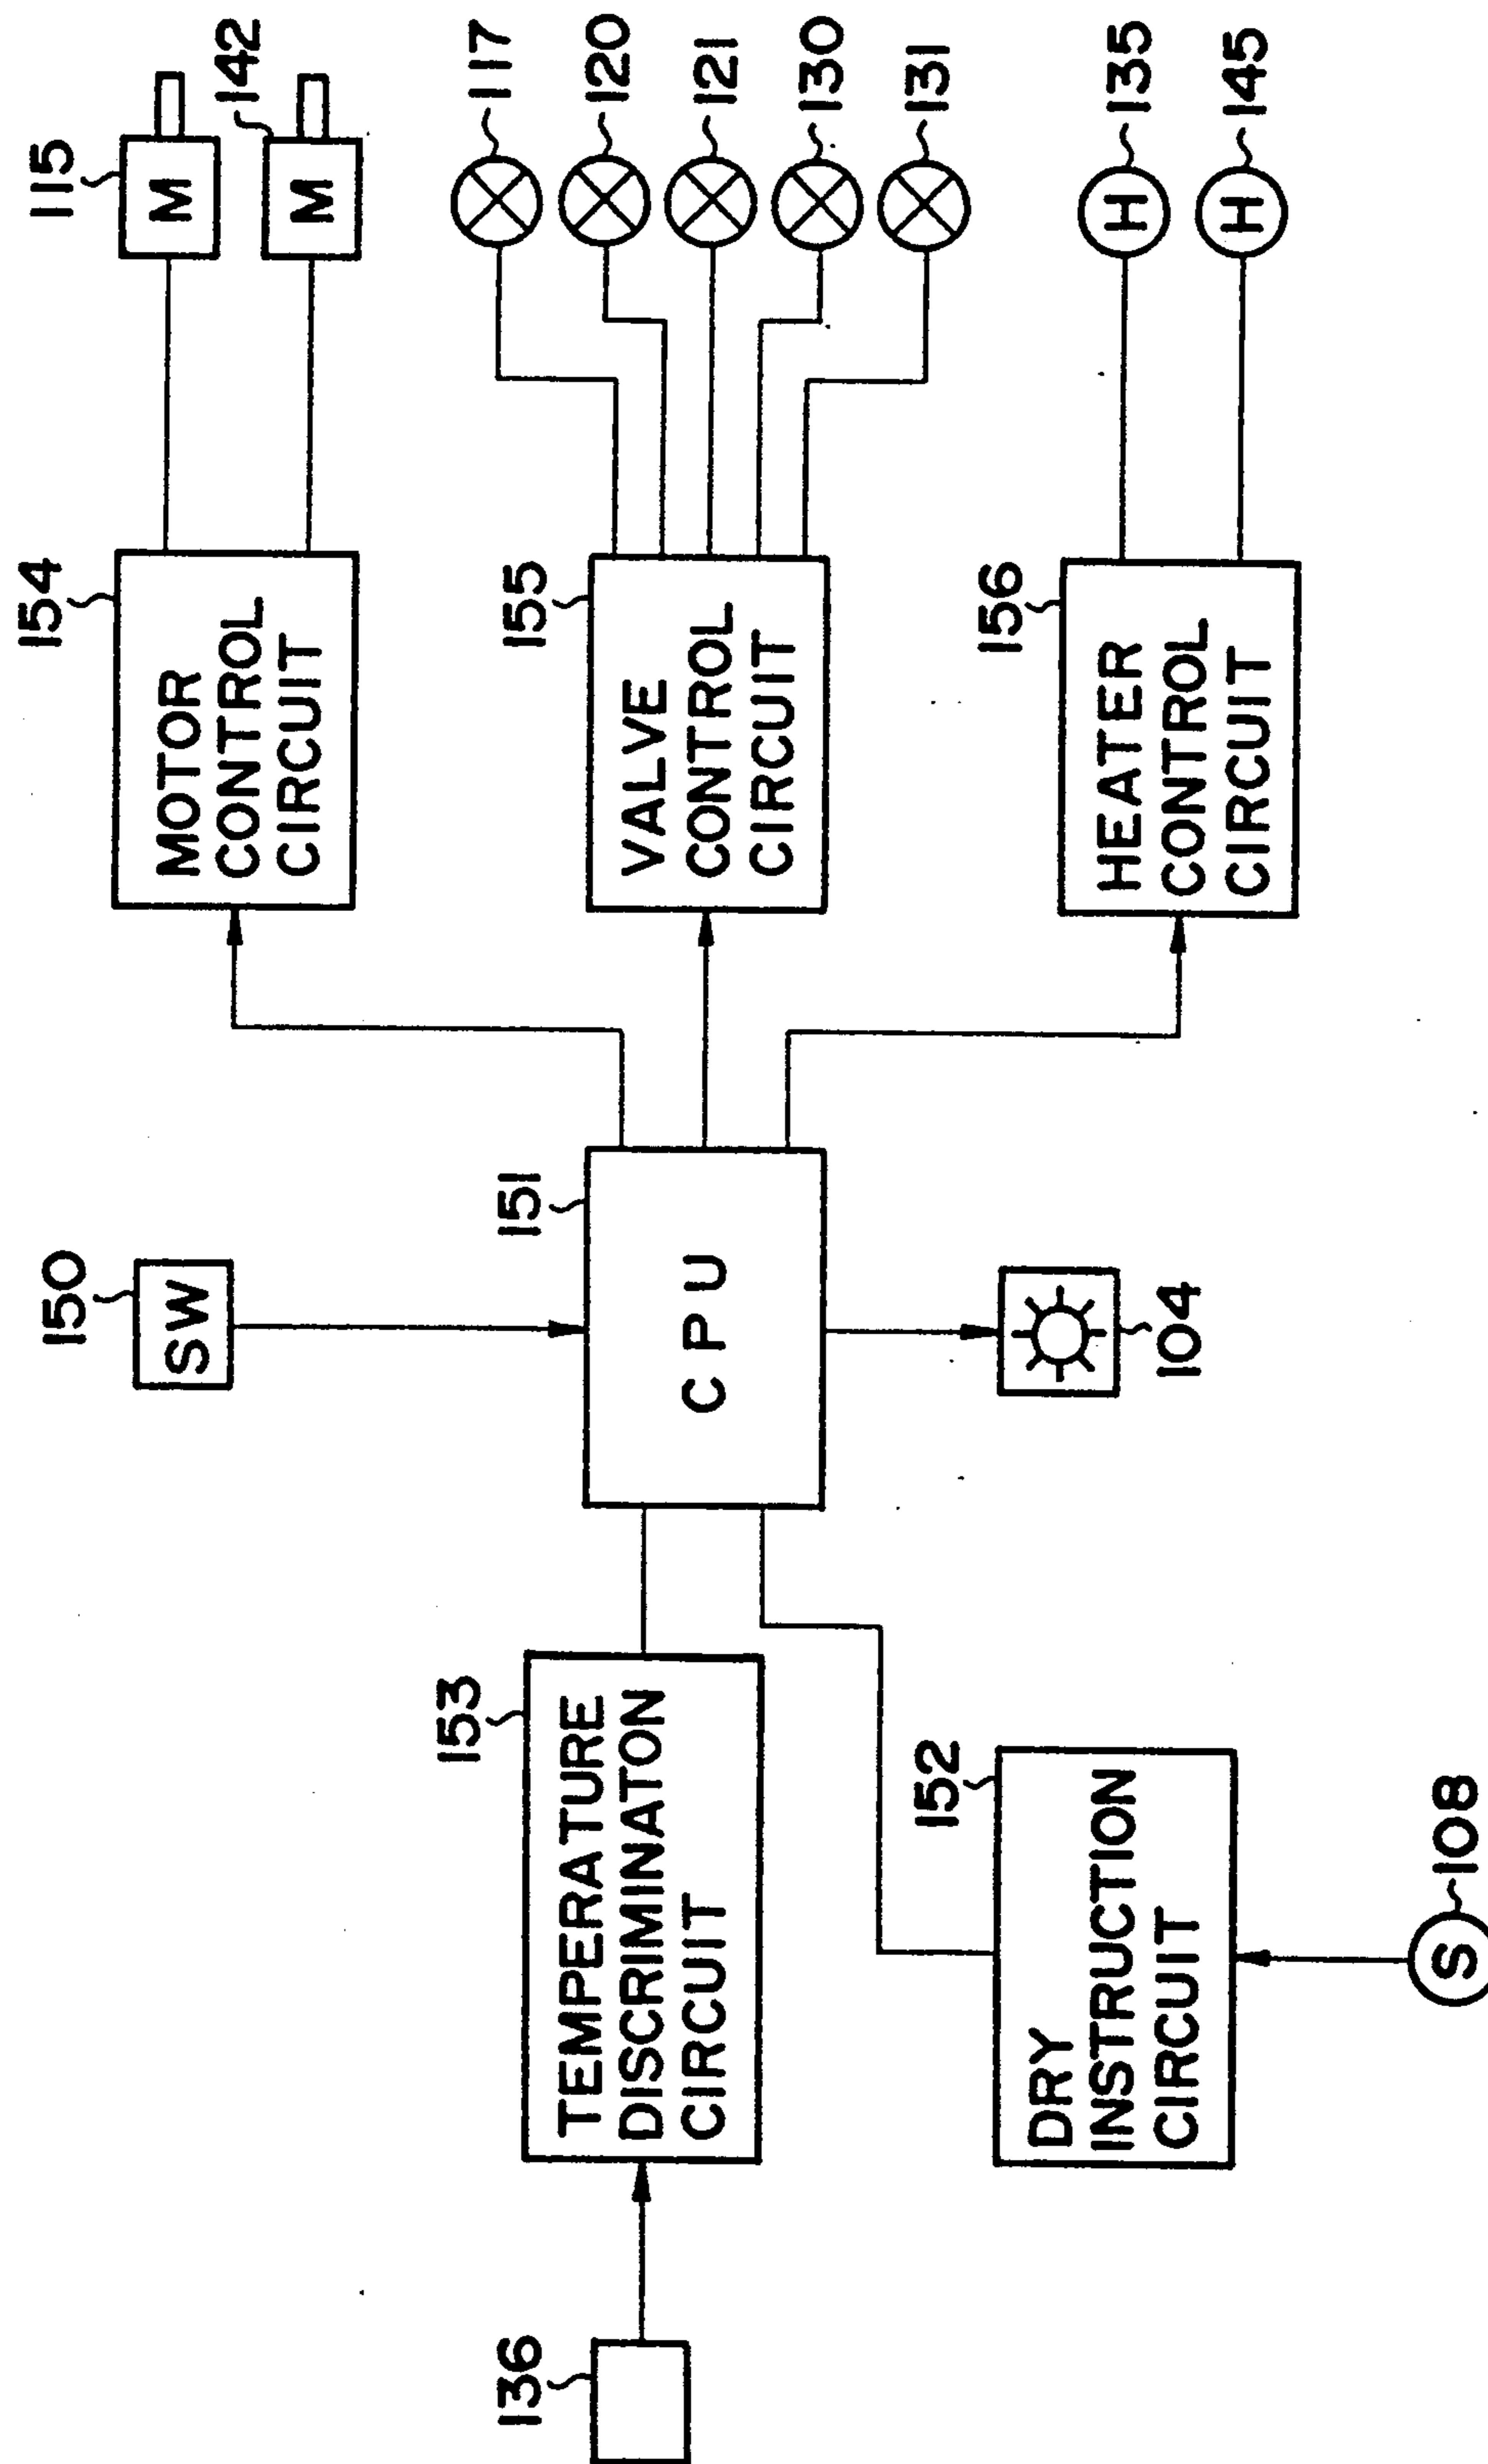 115
M
142
M
117
120
121
130
131
135
H
145
H
154
MOTOR
CONTROL
CIRCUIT
155
VALVE
CONTROL
CIRCUIT
156
HEATER
CONTROL
CIRCUIT
150
SW
151
CPU
104
153
TEMPERATURE
DISCRIMINATON
CIRCUIT
152
DRY
INSTRUCTION
CIRCUIT
136
S
108